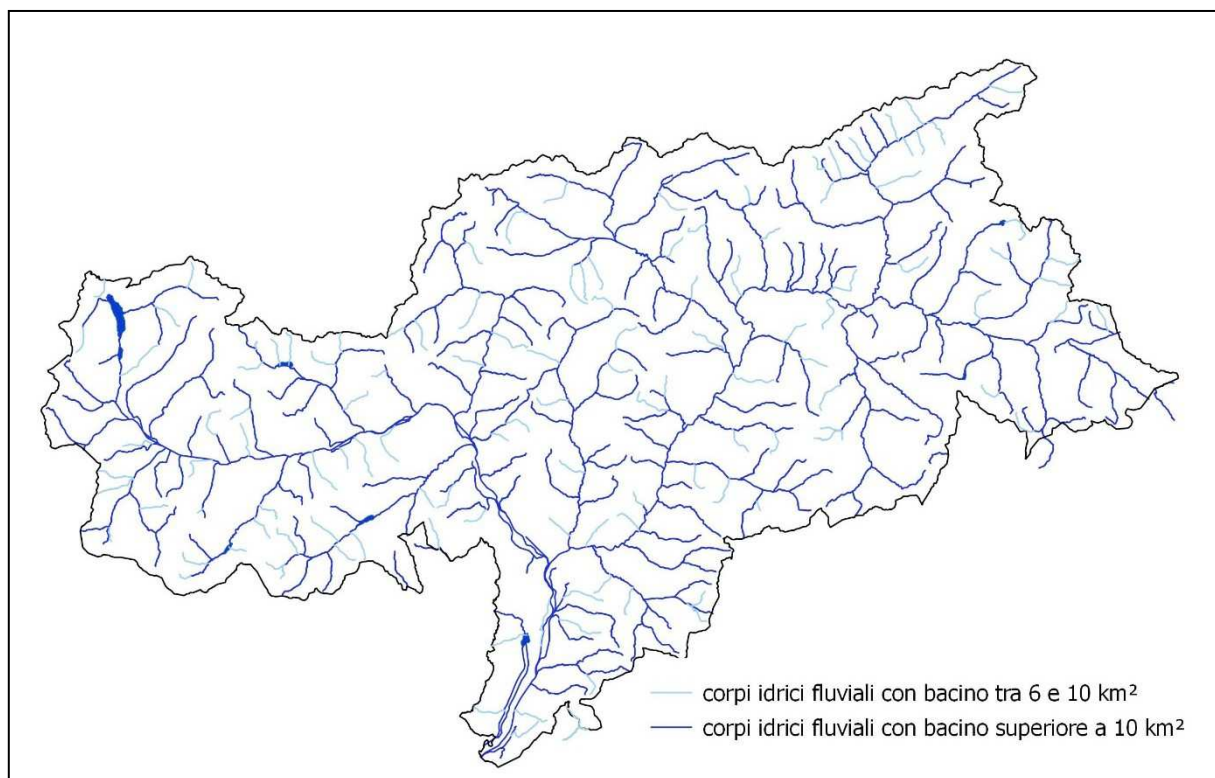 corpi idrici fluviali con bacino tra 6 e 10 km²
corpi idrici fluviali con bacino superiore a 10 km²